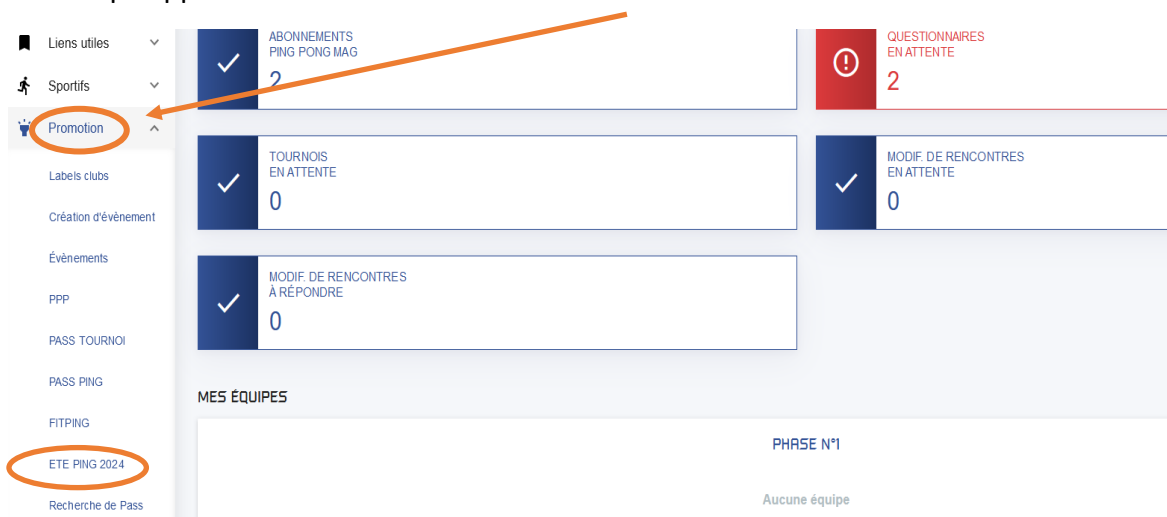 Liens utiles
Sportifs
Promotion
Labels clubs
Création d'évènement
Évènements
PPP
PASS TOURNOI
PASS PING
FITPING
ETE PING 2024
Recherche de Pass
ABONNEMENTS
PING PONG MAG
2
QUESTIONNAIRES
EN ATTENTE
2
TOURNOIS
EN ATTENTE
0
MODIF. DE RENCONTRES
EN ATTENTE
0
MODIF. DE RENCONTRES
À RÉPONDRE
0
MES ÉQUIPES
PHASE N°1
Aucune équipe